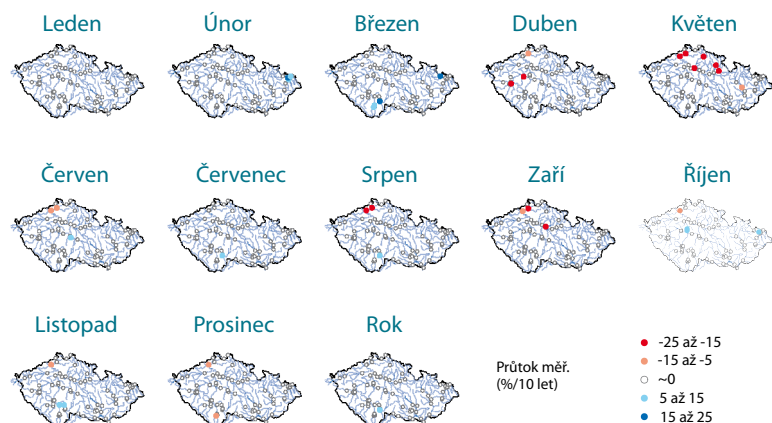 Leden
Únor
Březen
Duben
Květen
Červen
Červenec
Srpen
Zaří
Říjen
Listopad
Prosinec
Rok
Průtok měř.
(%/10 let)
-25 až -15
-15 až -5
~0
5 až 15
15 až 25